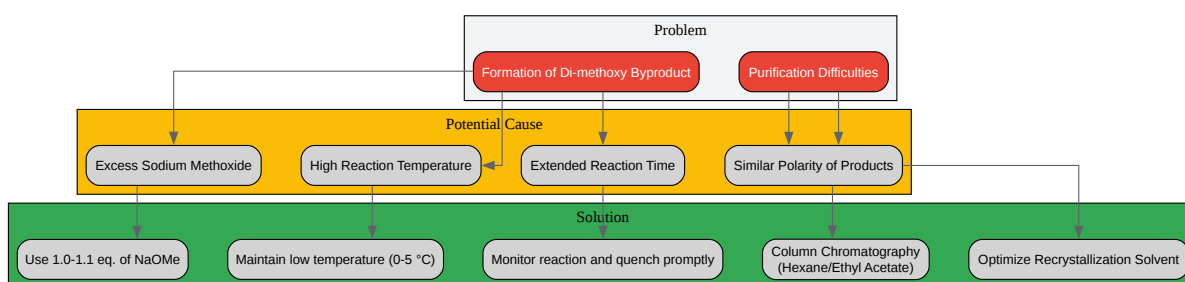 Problem
Formation of Di-methoxy Byproduct
Purification Difficulties
Potential Cause
Excess Sodium Methoxide
High Reaction Temperature
Extended Reaction Time
Similar Polarity of Products
Solution
Use 1.0-1.1 eq. of NaOMe
Maintain low temperature (0-5 °C)
Monitor reaction and quench promptly
Column Chromatography
(Hexane/Ethyl Acetate)
Optimize Recrystallization Solvent